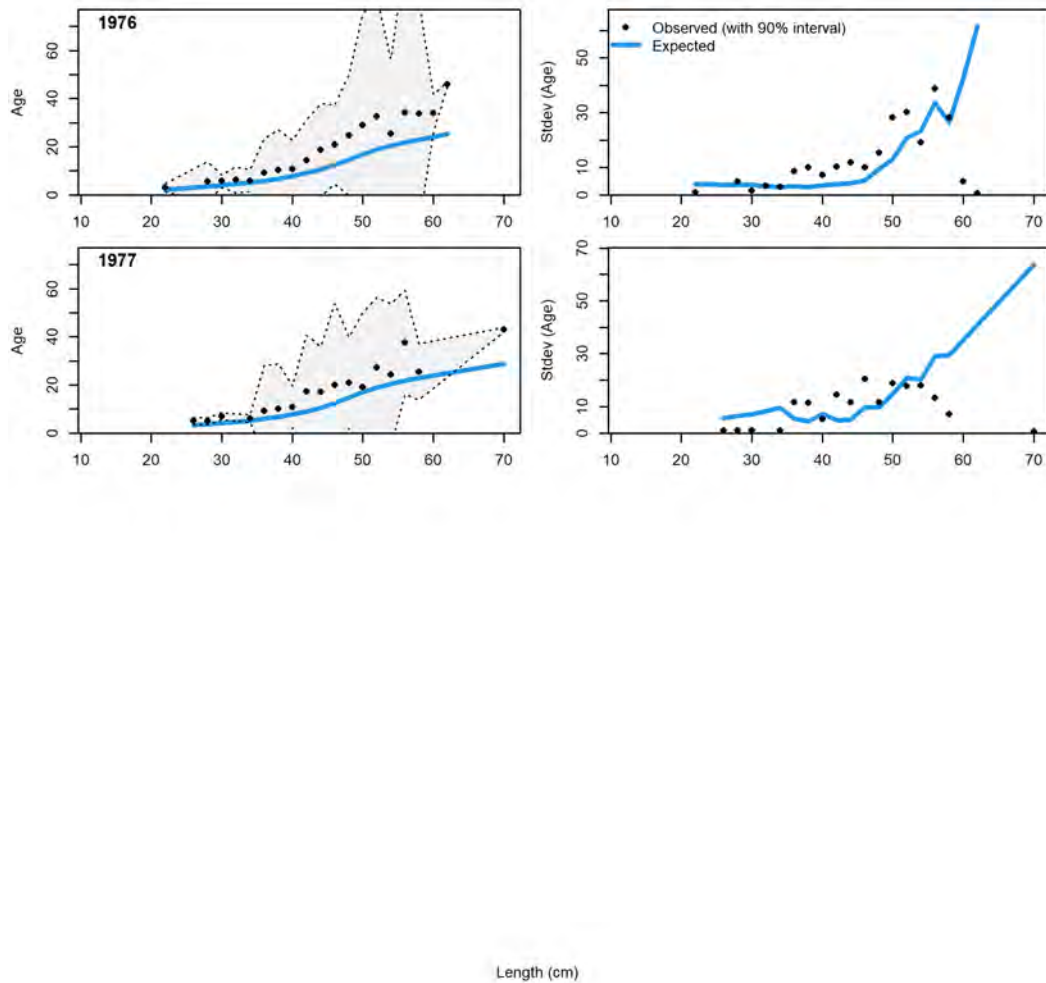 1976
Age
0 20 40 60
10 20 30 40 50 60 70
Observed (with 90% interval)
Expected
Stdev (Age)
0 10 30 50
10 20 30 40 50 60 70
1977
Age
0 20 40 60
10 20 30 40 50 60 70
Stdev (Age)
0 10 30 50 70
10 20 30 40 50 60 70
Length (cm)